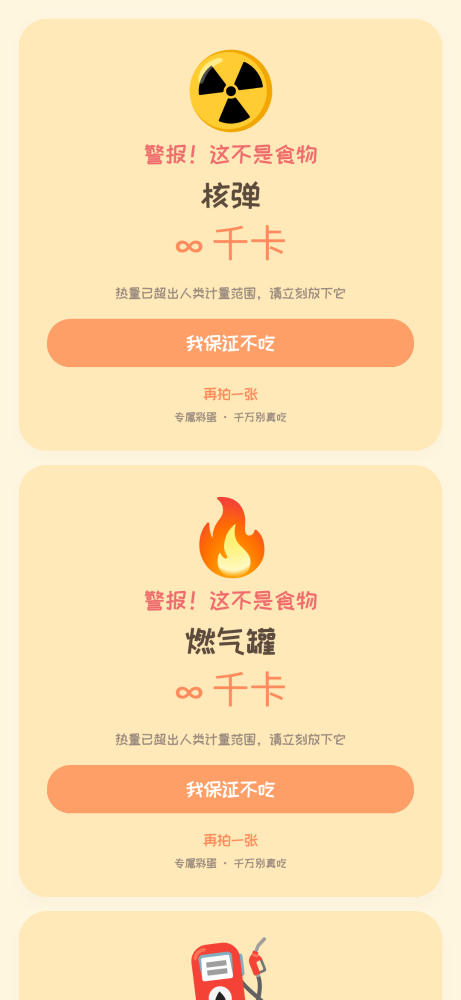 警报！这不是食物
核弹
∞ 千卡
热量已超出人类计量范围，请立刻放下它
我保证不吃
再拍一张
专属彩蛋 · 千万别真吃
警报！这不是食物
燃气罐
∞ 千卡
热量已超出人类计量范围，请立刻放下它
我保证不吃
再拍一张
专属彩蛋 · 千万别真吃